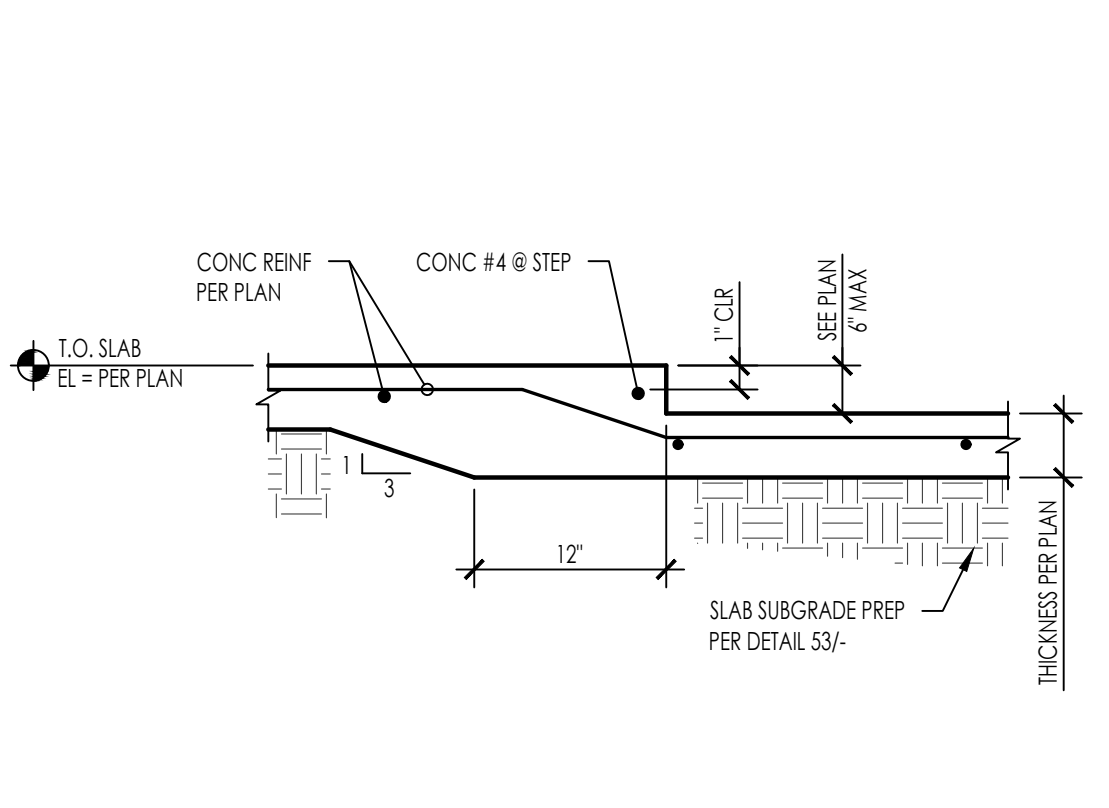 CONC REINF
PER PLAN
CONC #4 @ STEP
1" CLR
SEE PLAN
6" MAX
T.O. SLAB
EL = PER PLAN
1
3
12"
SLAB SUBGRADE PREP
PER DETAIL 53/-
THICKNESS PER PLAN